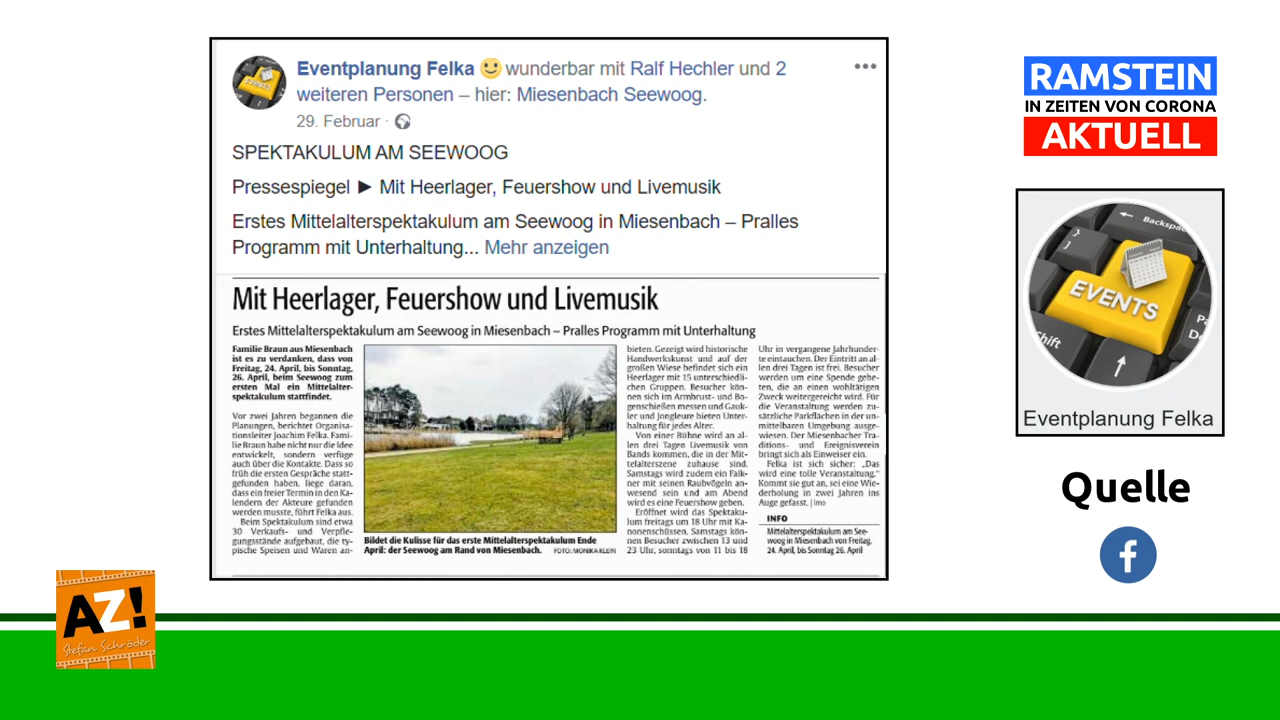 Eventplanung Felka 🙂 wunderbar mit Ralf Hechler und 2
weiteren Personen – hier: Miesenbach Seewoog.
29. Februar ·
SPEKTAKULUM AM SEEWOOG
Pressespiegel ► Mit Heerlager, Feuershow und Livemusik
Erstes Mittelalterspektakulum am Seewoog in Miesenbach – Pralles
Programm mit Unterhaltung... Mehr anzeigen
Mit Heerlager, Feuershow und Livemusik
Erstes Mittelalterspektakulum am Seewoog in Miesenbach – Pralles Programm mit Unterhaltung
Familie Braun aus Miesenbach
ist es zu verdanken, dass von
Freitag, 24. April, bis Sonntag,
26. April, beim Seewoog zum
ersten Mal ein Mittelalter-
spektakulum stattfindet.
Vor zwei Jahren begannen die
Planungen, berichtet Organisa-
tionsleiter Joachim Felka. Fami-
lie Braun habe nicht nur die Idee
entwickelt, sondern verfüge
auch über die Kontakte. Dass so
früh die ersten Gespräche statt-
gefunden haben, liege daran,
dass ein freier Termin in den Ka-
lendern der Akteure gefunden
werden musste, führt Felka aus.
Beim Spektakulum sind etwa
30 Verkaufs- und Verpfle-
gungsstände aufgebaut, die ty-
pische Speisen und Waren an-
Bildet die Kulisse für das erste Mittelalterspektakulum Ende
April: der Seewoog am Rand von Miesenbach. FOTO: MONIKA KLEIN
bieten. Gezeigt wird historische
Handwerkskunst und auf der
großen Wiese befindet sich ein
Heerlager mit 15 unterschiedli-
chen Gruppen. Besucher kön-
nen sich im Armbrust- und Bo-
genschießen messen und Gauk-
ler und Jongleure bieten Unter-
haltung für jedes Alter.
Von einer Bühne wird an al-
len drei Tagen Livemusik von
Bands kommen, die in der Mit-
telalterszene zuhause sind.
Samstags wird zudem ein Falk-
ner mit seinen Raubvögeln an-
wesend sein und am Abend
wird es eine Feuershow geben.
Eröffnet wird das Spektaku-
lum freitags um 18 Uhr mit Ka-
nonenschüssen. Samstags kön-
nen Besucher zwischen 13 und
23 Uhr, sonntags von 11 bis 18
Uhr in vergangene Jahrhunder-
te eintauchen. Der Eintritt an al-
len drei Tagen ist frei. Besucher
werden um eine Spende gebe-
ten, die an einen wohltätigen
Zweck weitergereicht wird. Für
die Veranstaltung werden zu-
sätzliche Parkflächen in der un-
mittelbaren Umgebung ausge-
wiesen. Der Miesenbacher Tra-
ditions- und Ereignisverein
bringt sich als Einweiser ein.
Felka ist sich sicher: „Das
wird eine tolle Veranstaltung.“
Kommt sie gut an, sei eine Wie-
derholung in zwei Jahren ins
Auge gefasst. |
INFO
Mittelalterspektakulum am See-
woog in Miesenbach von Freitag,
24. April, bis Sonntag 26. April
RAMSTEIN
IN ZEITEN VON CORONA
AKTUELL
Backspac
}
]
EVENTS
Shift
Eventplanung Felka
Quelle
AZ!
Stefan Schröder